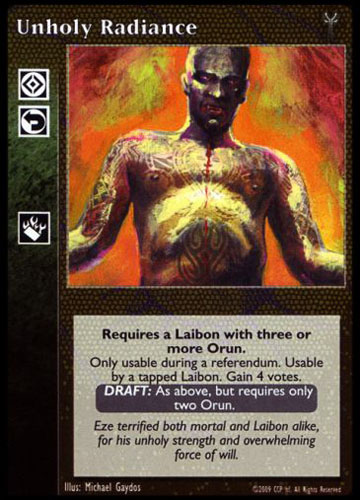 Unholy Radiance
Requires a Laibon with three or
more Orun.
Only usable during a referendum. Usable
by a tapped Laibon. Gain 4 votes.
DRAFT: As above, but requires only
two Orun.
Eze terrified both mortal and Laibon alike,
for his unholy strength and overwhelming
force of will.
Illus: Michael Gaydos
©2009 CCP hf. All Rights Reserved